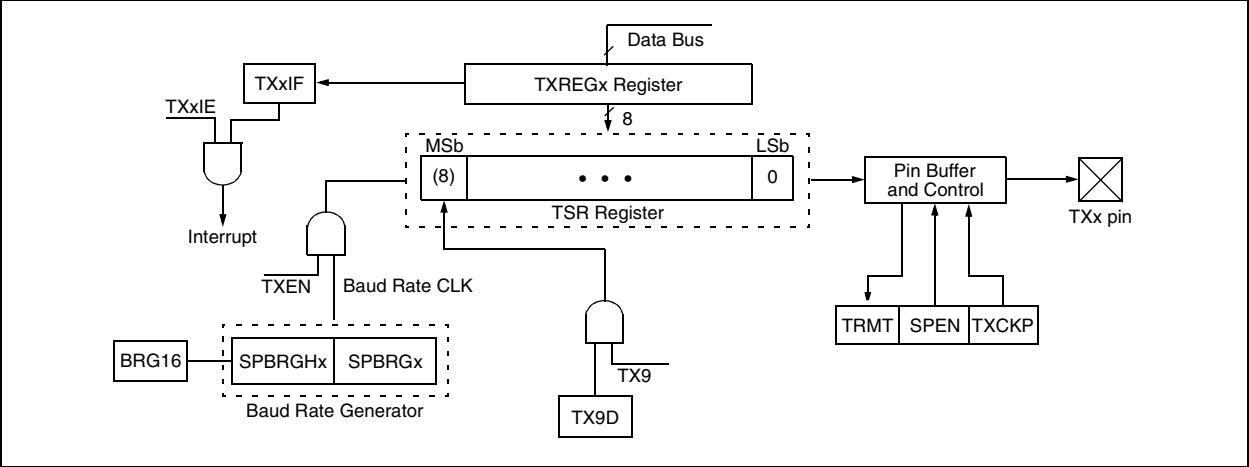 Data Bus
TXxIF
TXREGx Register
TXxIE
8
MSb
LSb
(8)
• • •
0
Pin Buffer
and Control
TSR Register
TXx pin
Interrupt
TXEN
Baud Rate CLK
TRMT
SPEN
TXCKP
BRG16
SPBRGHx
SPBRGx
TX9
Baud Rate Generator
TX9D